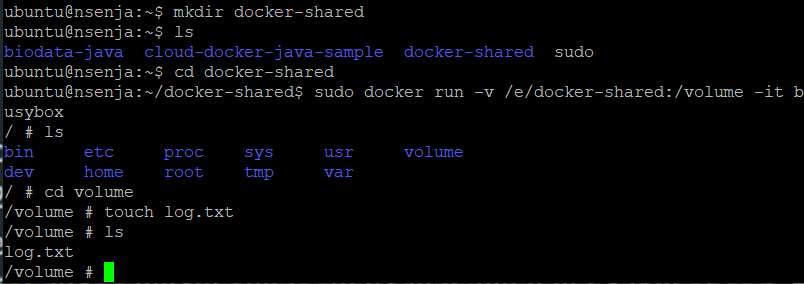 ubuntu@nsenja:~$ mkdir docker-shared
ubuntu@nsenja:~$ ls
biodata-java  cloud-docker-java-sample  docker-shared  sudo
ubuntu@nsenja:~$ cd docker-shared
ubuntu@nsenja:~/docker-shared$ sudo docker run -v /e/docker-shared:/volume -it b
usybox
/ # ls
bin     etc     proc    sys     usr     volume
dev     home    root    tmp     var
/ # cd volume
/volume # touch log.txt
/volume # ls
log.txt
/volume #